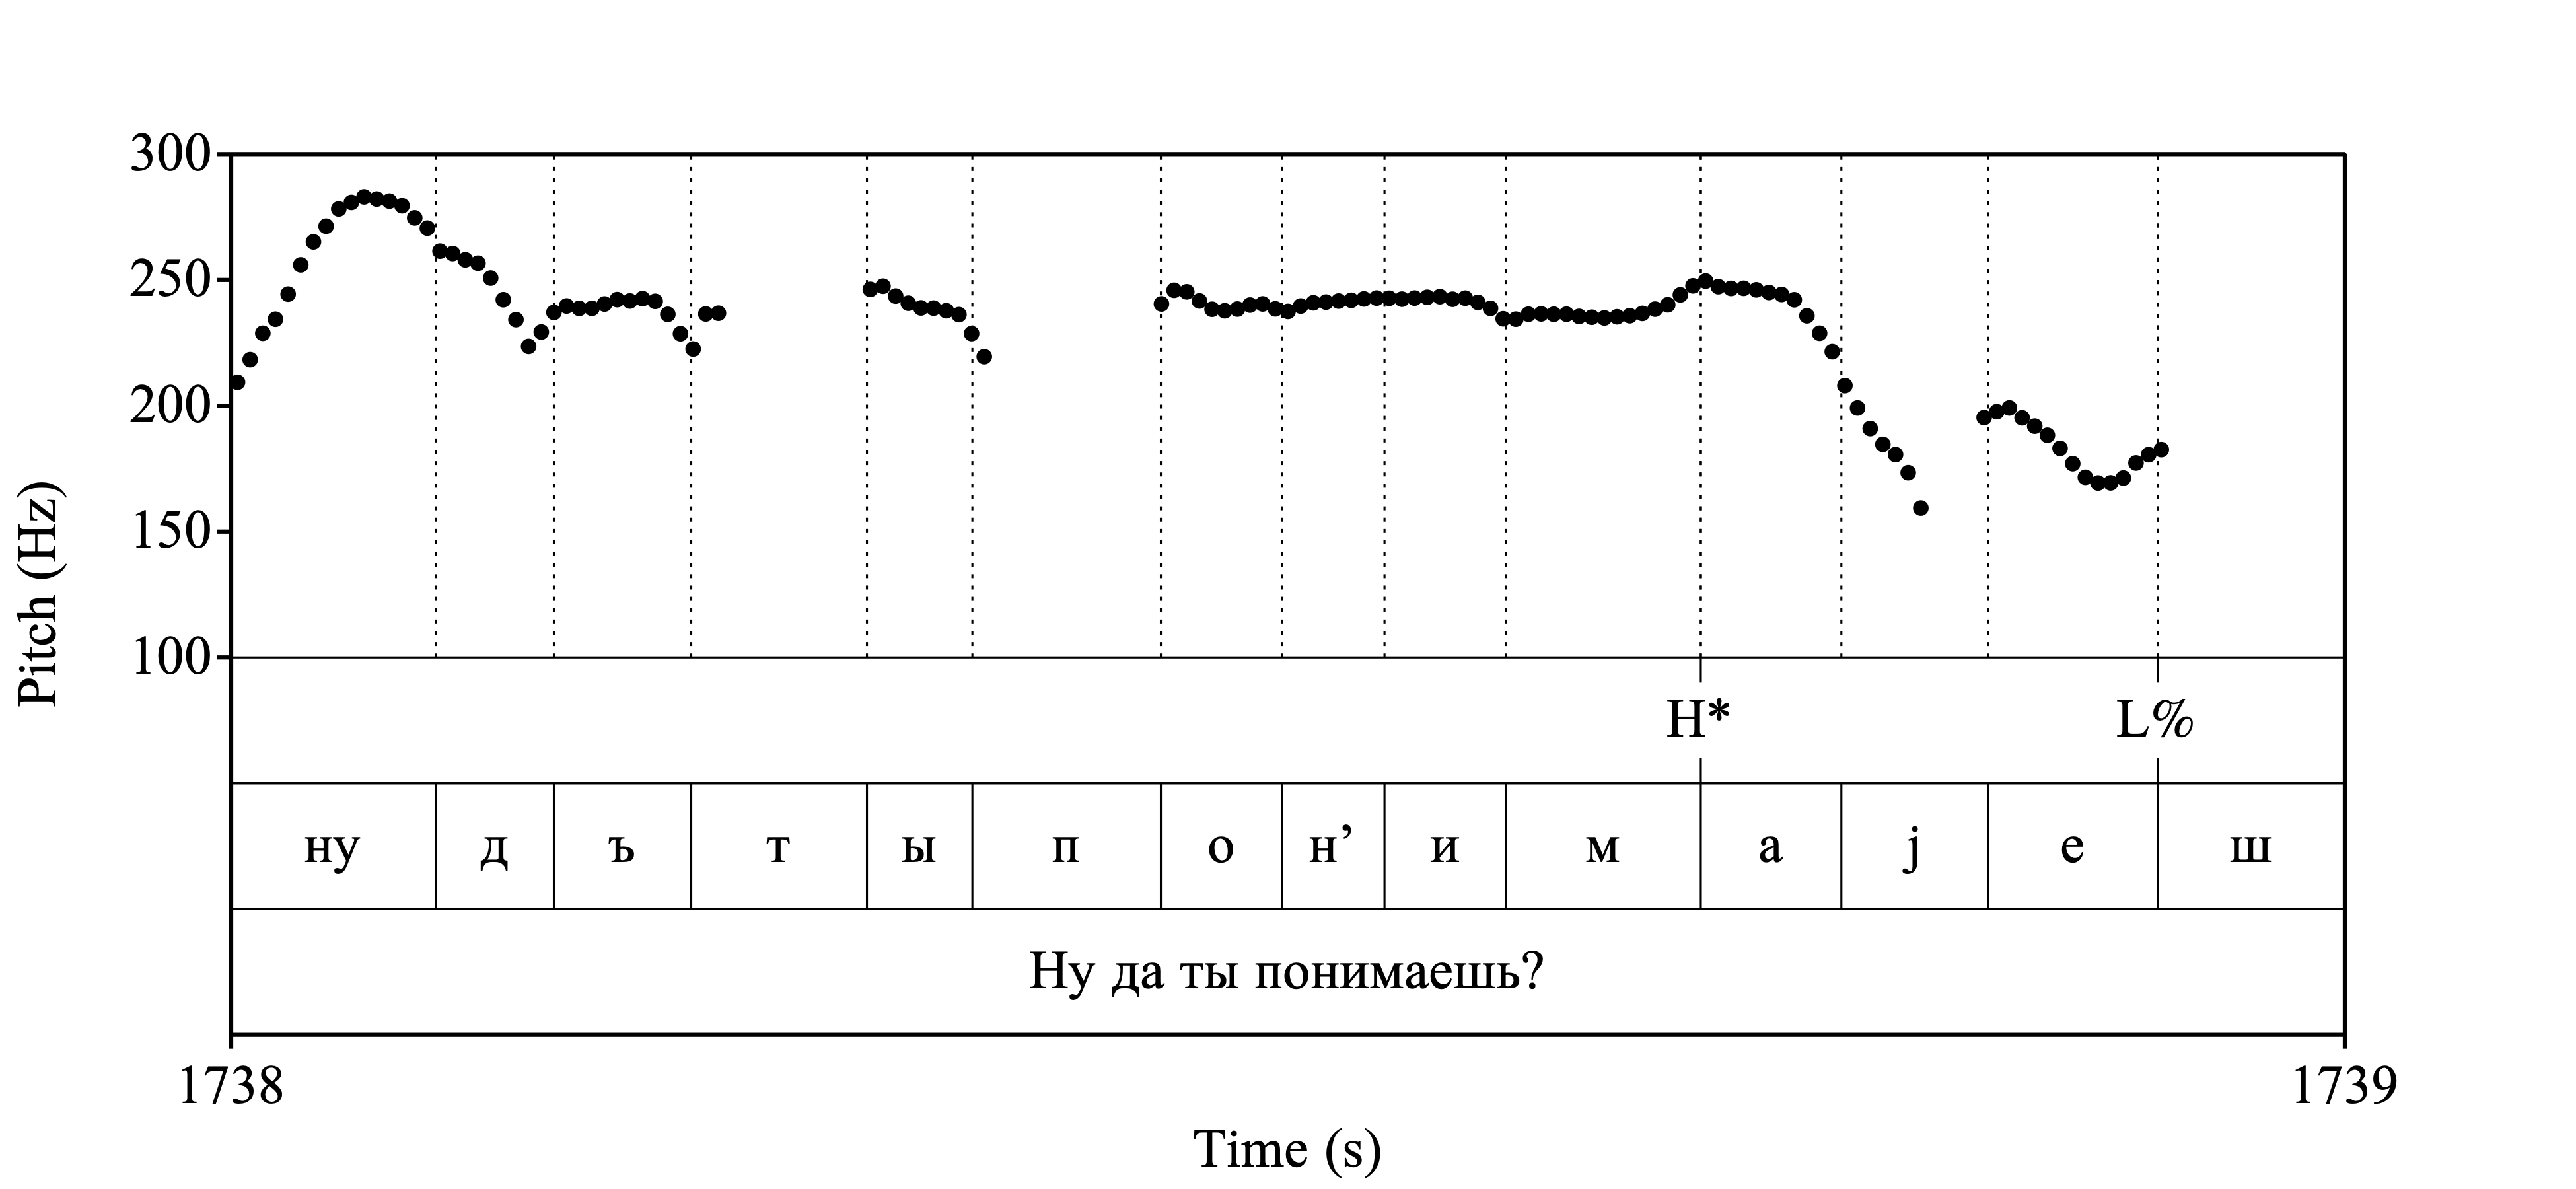 300
250
200
150
100
Pitch (Hz)
H* L%
ну д ъ т ы п о н’ и м а j е ш
Ну да ты понимаешь?
1738 1739
Time (s)